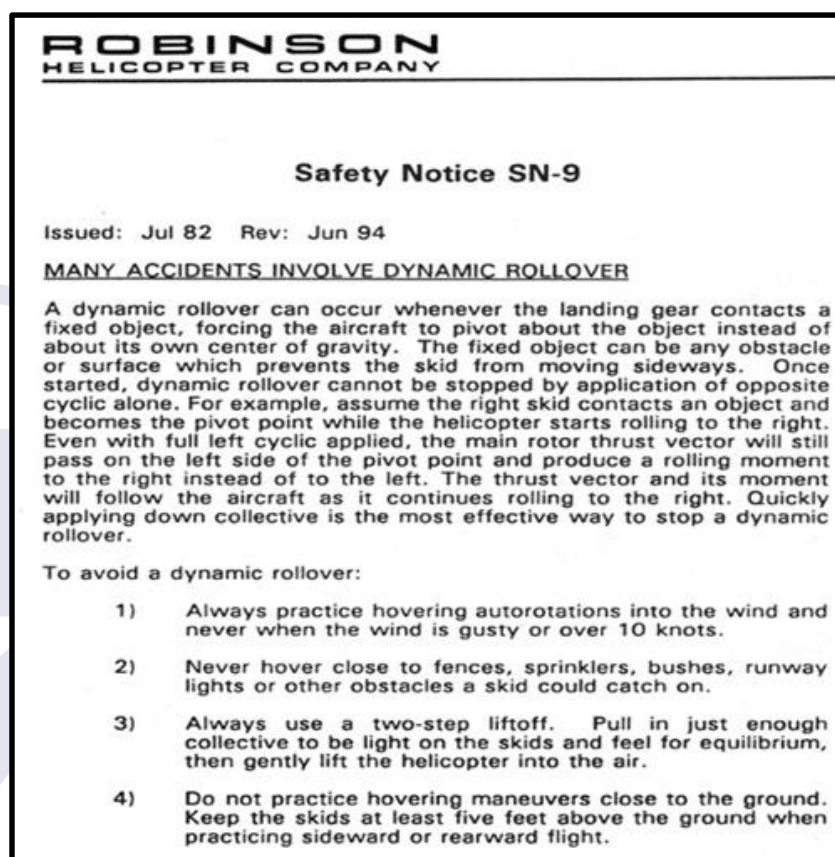 ROBINSON
HELICOPTER COMPANY
Safety Notice SN-9
Issued: Jul 82 Rev: Jun 94
MANY ACCIDENTS INVOLVE DYNAMIC ROLLOVER
A dynamic rollover can occur whenever the landing gear contacts a
fixed object, forcing the aircraft to pivot about the object instead of
about its own center of gravity. The fixed object can be any obstacle
or surface which prevents the skid from moving sideways. Once
started, dynamic rollover cannot be stopped by application of opposite
cyclic alone. For example, assume the right skid contacts an object and
becomes the pivot point while the helicopter starts rolling to the right.
Even with full left cyclic applied, the main rotor thrust vector will still
pass on the left side of the pivot point and produce a rolling moment
to the right instead of to the left. The thrust vector and its moment
will follow the aircraft as it continues rolling to the right. Quickly
applying down collective is the most effective way to stop a dynamic
rollover.
To avoid a dynamic rollover:
1) Always practice hovering autorotations into the wind and
never when the wind is gusty or over 10 knots.
2) Never hover close to fences, sprinklers, bushes, runway
lights or other obstacles a skid could catch on.
3) Always use a two-step liftoff. Pull in just enough
collective to be light on the skids and feel for equilibrium,
then gently lift the helicopter into the air.
4) Do not practice hovering maneuvers close to the ground.
Keep the skids at least five feet above the ground when
practicing sideward or rearward flight.